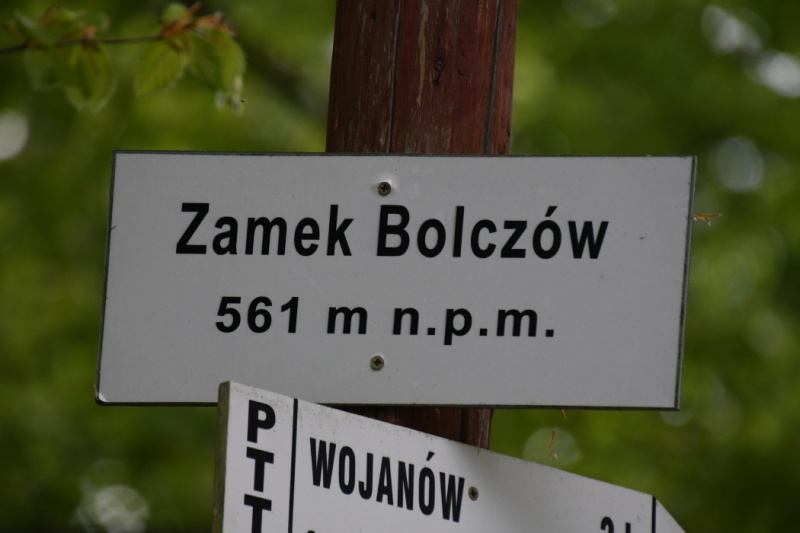 Zamek Bolczów
561 m n.p.m.
PTT
WOJANÓW